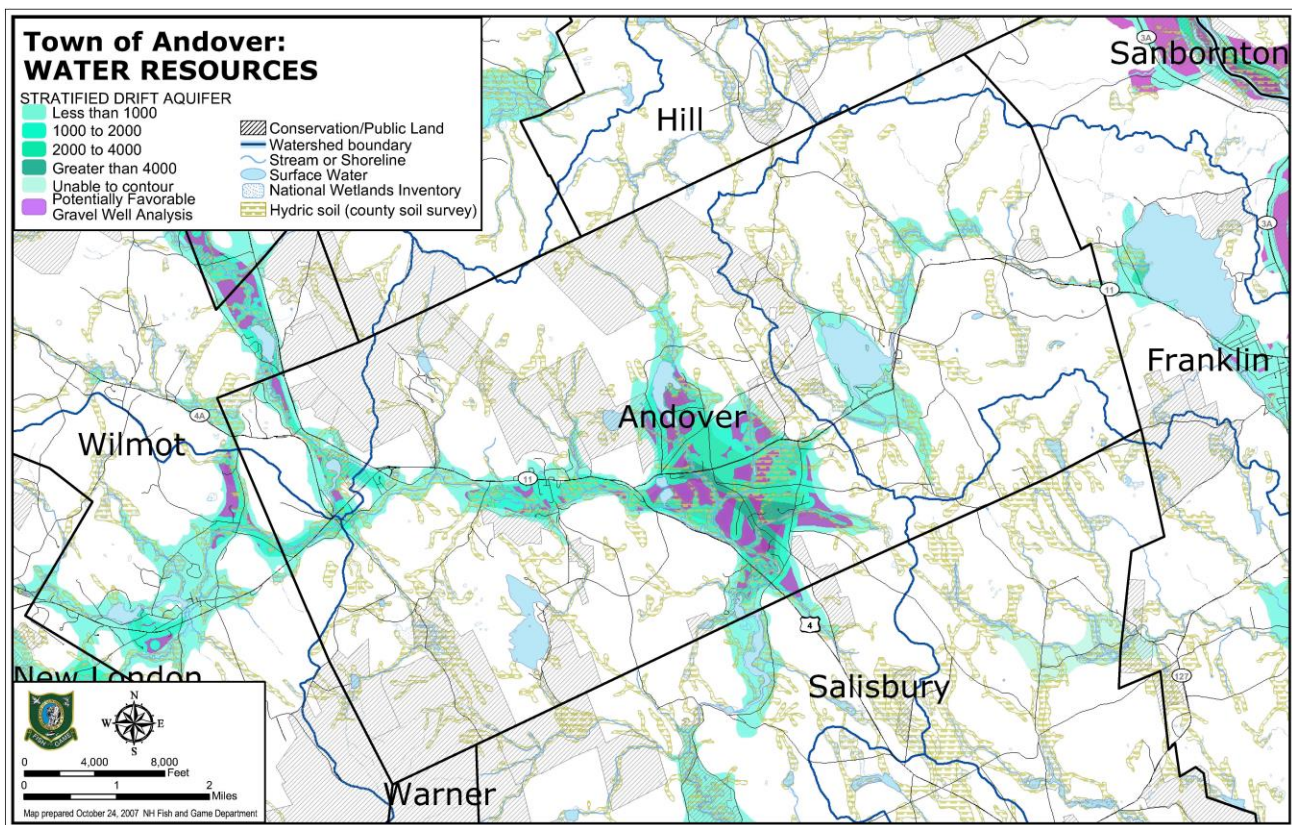 Town of Andover:
WATER RESOURCES
STRATIFIED DRIFT AQUIFER
Less than 1000
1000 to 2000
2000 to 4000
Greater than 4000
Unable to contour
Potentially Favorable
Gravel Well Analysis
Conservation/Public Land
Watershed boundary
Stream or Shoreline
Surface Water
National Wetlands Inventory
Hydric soil (county soil survey)
3A
Sanbornton
Hill
3A
11
Franklin
4A
Andover
Wilmot
11
4
New London
Salisbury
127
Warner
FISH GAME
N
W E
S
0 4,000 8,000
Feet
0 1 2
Miles
Map prepared October 24, 2007 NH Fish and Game Department